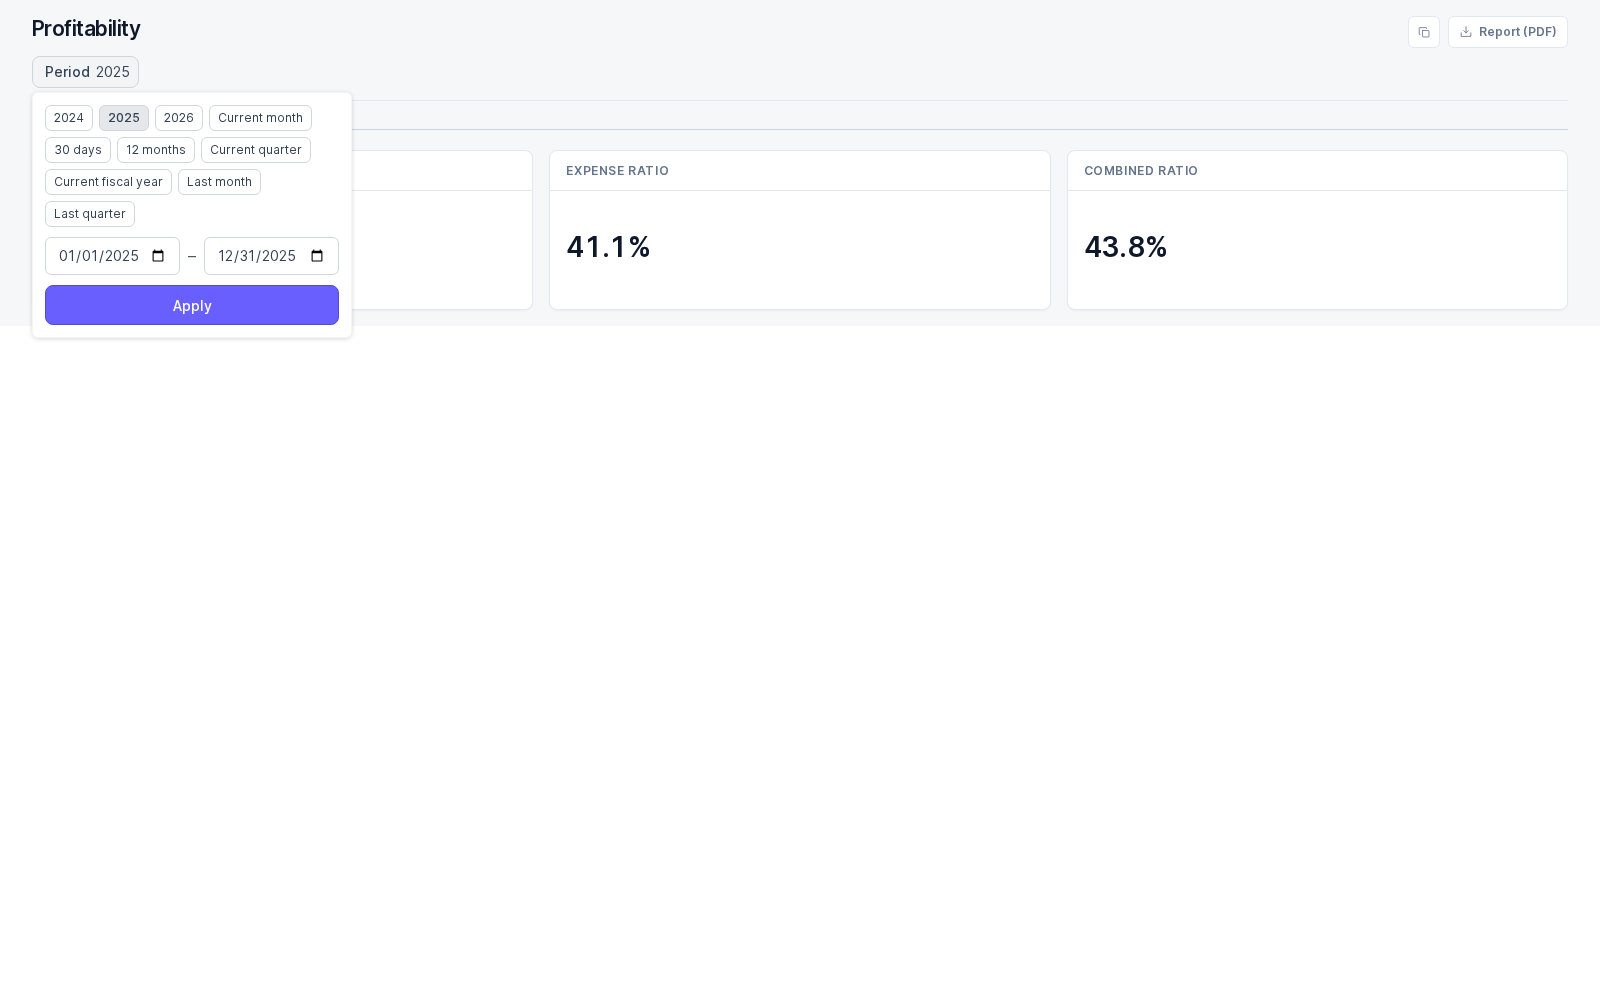 Profitability
Report (PDF)
Period 2025
2024 2025 2026 Current month
30 days 12 months Current quarter
Current fiscal year Last month
Last quarter
01/01/2025 – 12/31/2025
Apply
EXPENSE RATIO
41.1%
COMBINED RATIO
43.8%